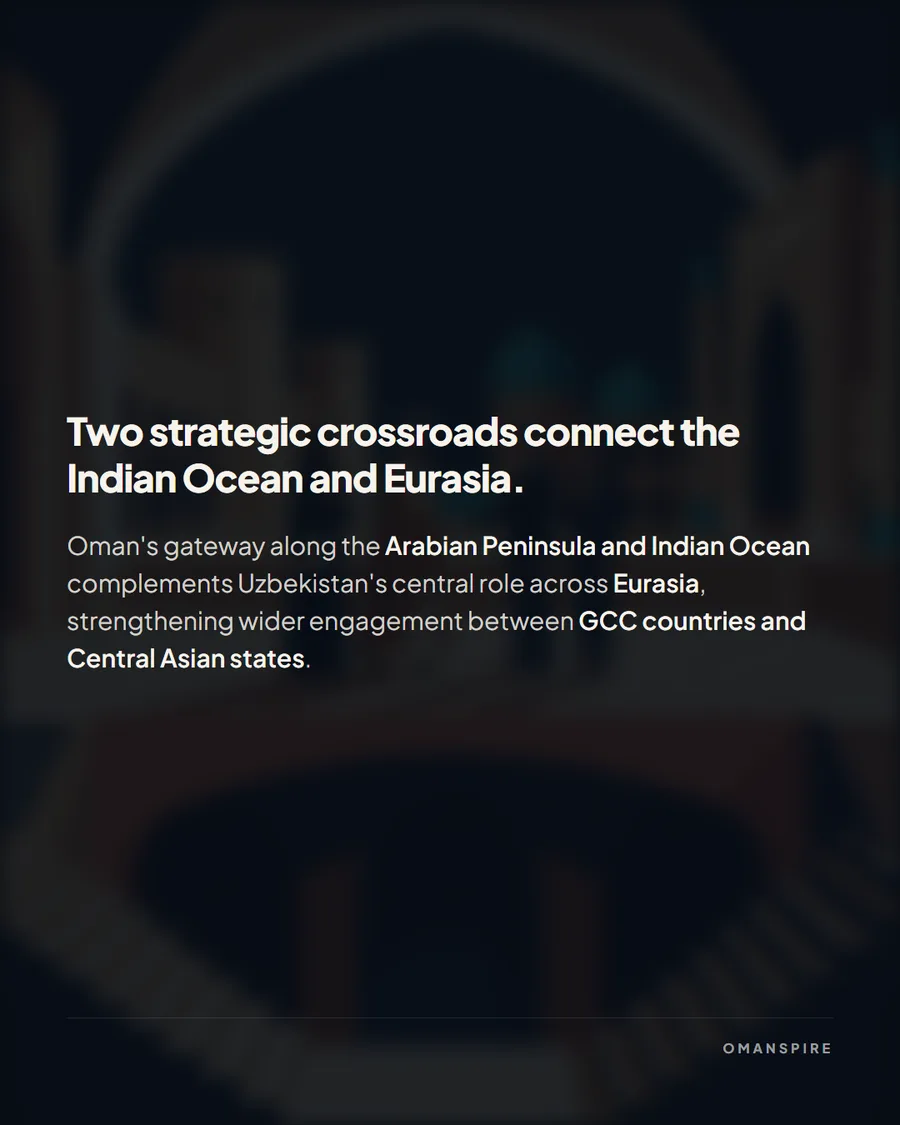 Two strategic crossroads connect the
Indian Ocean and Eurasia.
Oman's gateway along the Arabian Peninsula and Indian Ocean
complements Uzbekistan's central role across Eurasia,
strengthening wider engagement between GCC countries and
Central Asian states.
OMANSPIRE